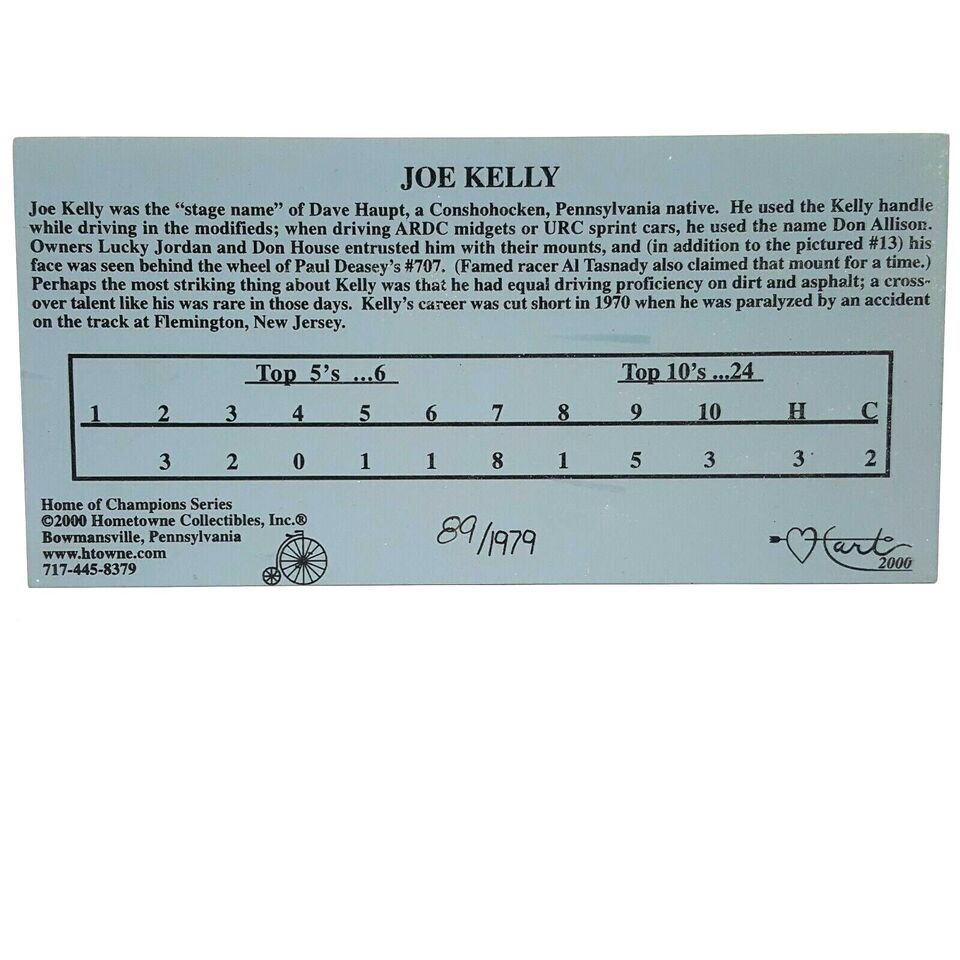 JOE KELLY
Joe Kelly was the “stage name” of Dave Haupt, a Conshohocken, Pennsylvania native. He used the Kelly handle
while driving in the modifieds; when driving ARDC midgets or URC sprint cars, he used the name Don Allison.
Owners Lucky Jordan and Don House entrusted him with their mounts, and (in addition to the pictured #13) his
face was seen behind the wheel of Paul Deasey’s #707. (Famed racer Al Tasnady also claimed that mount for a time.)
Perhaps the most striking thing about Kelly was that he had equal driving proficiency on dirt and asphalt; a cross-
over talent like his was rare in those days. Kelly’s career was cut short in 1970 when he was paralyzed by an accident
on the track at Flemington, New Jersey.
Top 5’s ...6 Top 10’s ...24
1 2 3 4 5 6 7 8 9 10 H C
3 2 0 1 1 8 1 5 3 3 2
Home of Champions Series
©2000 Hometowne Collectibles, Inc.®
Bowmansville, Pennsylvania
www.htowne.com
717-445-8379
89/1979
Hart
2000